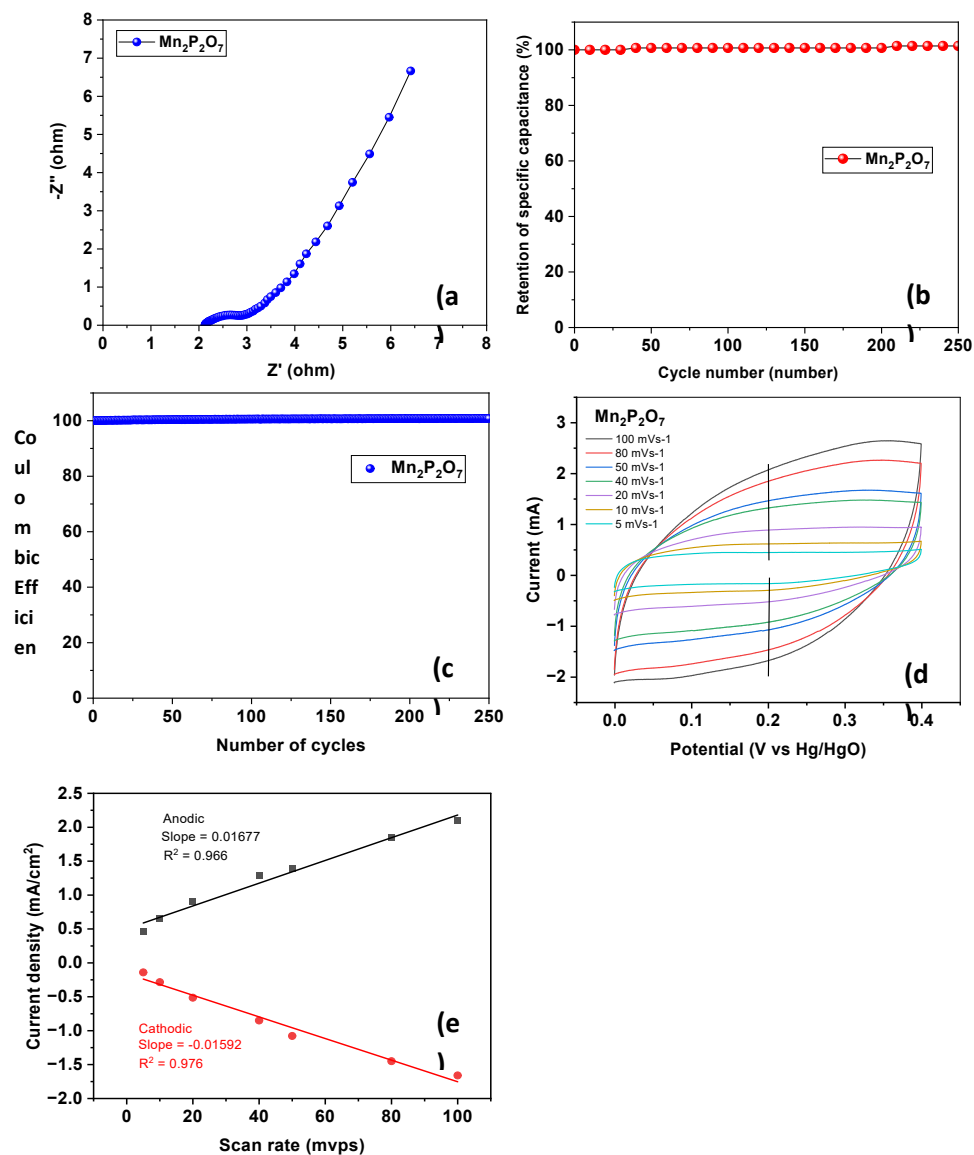 Mn2P2O7
-Z'' (ohm)
8
7
6
5
4
3
2
1
0
0 1 2 3 4 5 6 7 8
Z' (ohm)
(a
)
Mn2P2O7
Retention of specific capacitance (%)
100
80
60
40
20
0
0 50 100 150 200 250
Cycle number (number)
(b
)
Co
ul
o
m
bic
Eff
ici
en
100
80
60
40
20
0
Mn2P2O7
0 50 100 150 200 250
Number of cycles
(c
)
Mn2P2O7
100 mVs-1
80 mVs-1
50 mVs-1
40 mVs-1
20 mVs-1
10 mVs-1
5 mVs-1
Current (mA)
3
2
1
0
−1
−2
0.0 0.1 0.2 0.3 0.4
Potential (V vs Hg/HgO)
(d
)
Current density (mA/cm2)
2.5
2.0
1.5
1.0
0.5
0.0
−0.5
−1.0
−1.5
−2.0
Anodic
Slope = 0.01677
R2 = 0.966
Cathodic
Slope = -0.01592
R2 = 0.976
0 20 40 60 80 100
Scan rate (mvps)
(e
)